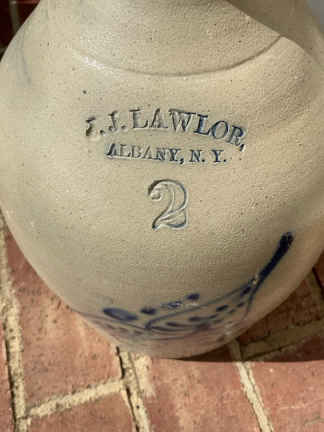 J. J. LAWLOR,
ALBANY, N. Y.
2